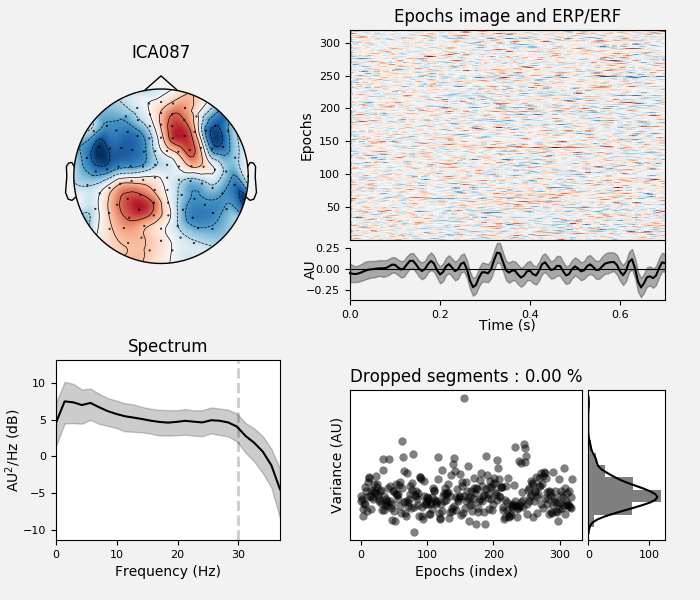 ICA087
Epochs image and ERP/ERF
Epochs
300
250
200
150
100
50
AU
0.25
0.00
−0.25
0.0 0.2 0.4 0.6
Time (s)
Spectrum
AU²/Hz (dB)
10
5
0
−5
−10
0 10 20 30
Frequency (Hz)
Dropped segments : 0.00 %
Variance (AU)
0 100 200 300
Epochs (index)
0 100